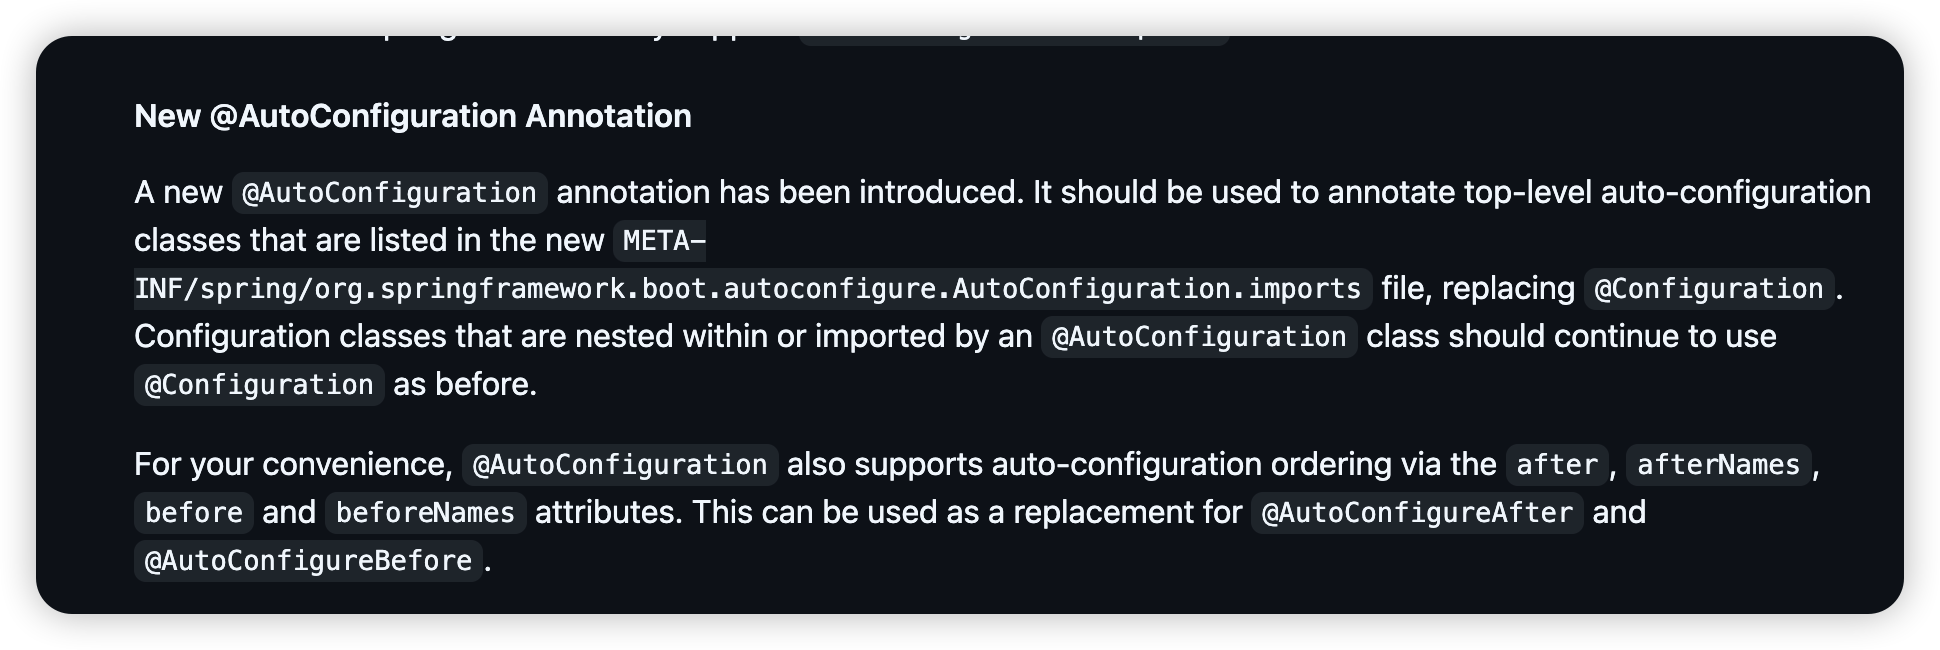 New @AutoConfiguration Annotation
A new @AutoConfiguration annotation has been introduced. It should be used to annotate top-level auto-configuration
classes that are listed in the new META-
INF/spring/org.springframework.boot.autoconfigure.AutoConfiguration.imports file, replacing @Configuration.
Configuration classes that are nested within or imported by an @AutoConfiguration class should continue to use
@Configuration as before.
For your convenience, @AutoConfiguration also supports auto-configuration ordering via the after, afterNames,
before and beforeNames attributes. This can be used as a replacement for @AutoConfigureAfter and
@AutoConfigureBefore.